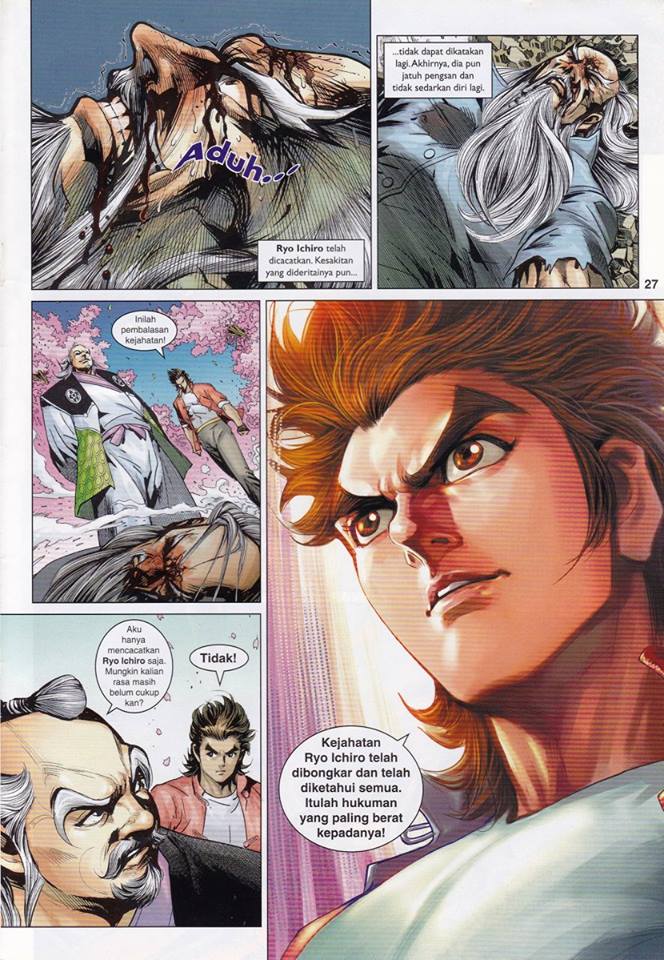 Aduh...
Ryo Ichiro telah
dicacatkan. Kesakitan
yang dideritainya pun...
...tidak dapat dikatakan
lagi. Akhirnya, dia pun
jatuh pengsan dan
tidak sedarkan diri lagi.
27
Inilah
pembalasan
kejahatan!
Aku
hanya
mencacatkan
Ryo Ichiro saja.
Mungkin kalian
rasa masih
belum cukup
kan?
Tidak!
Kejahatan
Ryo Ichiro telah
dibongkar dan telah
diketahui semua.
Itulah hukuman
yang paling berat
kepadanya!